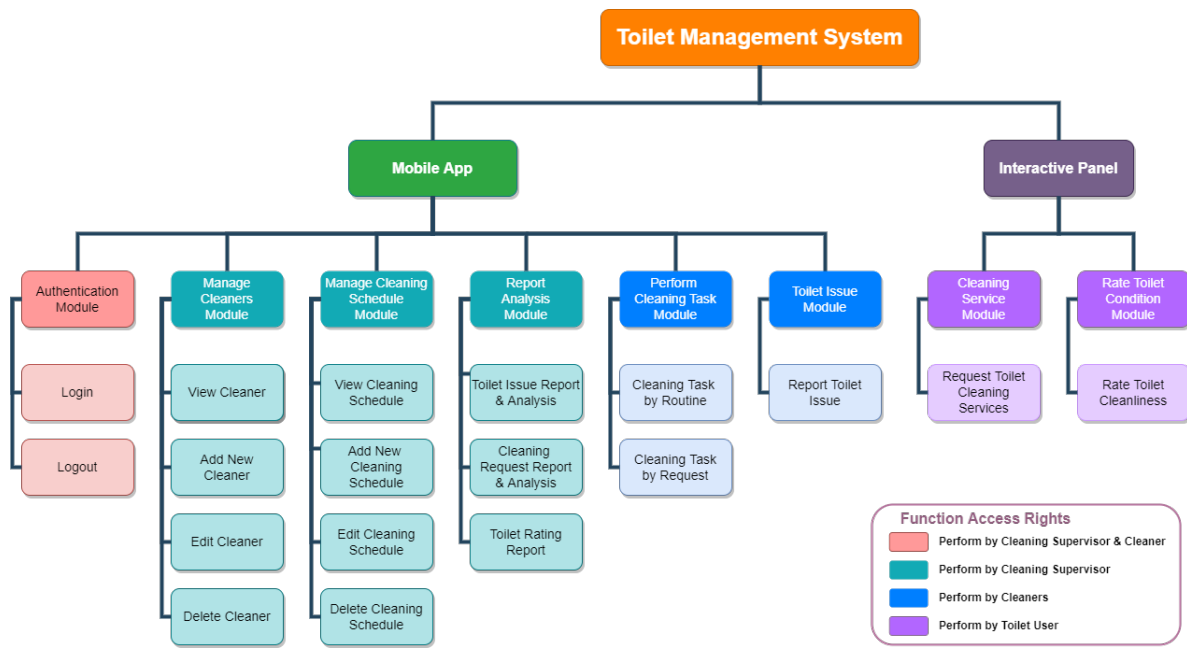 Toilet Management System
Mobile App
Interactive Panel
Authentication
Module
Manage
Cleaners
Module
Manage Cleaning
Schedule
Module
Report
Analysis
Module
Perform
Cleaning Task
Module
Toilet Issue
Module
Cleaning
Service
Module
Rate Toilet
Condition
Module
Login
View Cleaner
View Cleaning
Schedule
Toilet Issue Report
& Analysis
Cleaning Task
by Routine
Report Toilet
Issue
Request Toilet
Cleaning
Services
Rate Toilet
Cleanliness
Logout
Add New
Cleaner
Add New
Cleaning
Schedule
Cleaning
Request Report
& Analysis
Cleaning Task
by Request
Edit Cleaner
Edit Cleaning
Schedule
Toilet Rating
Report
Delete Cleaner
Delete Cleaning
Schedule
Function Access Rights
Perform by Cleaning Supervisor & Cleaner
Perform by Cleaning Supervisor
Perform by Cleaners
Perform by Toilet User